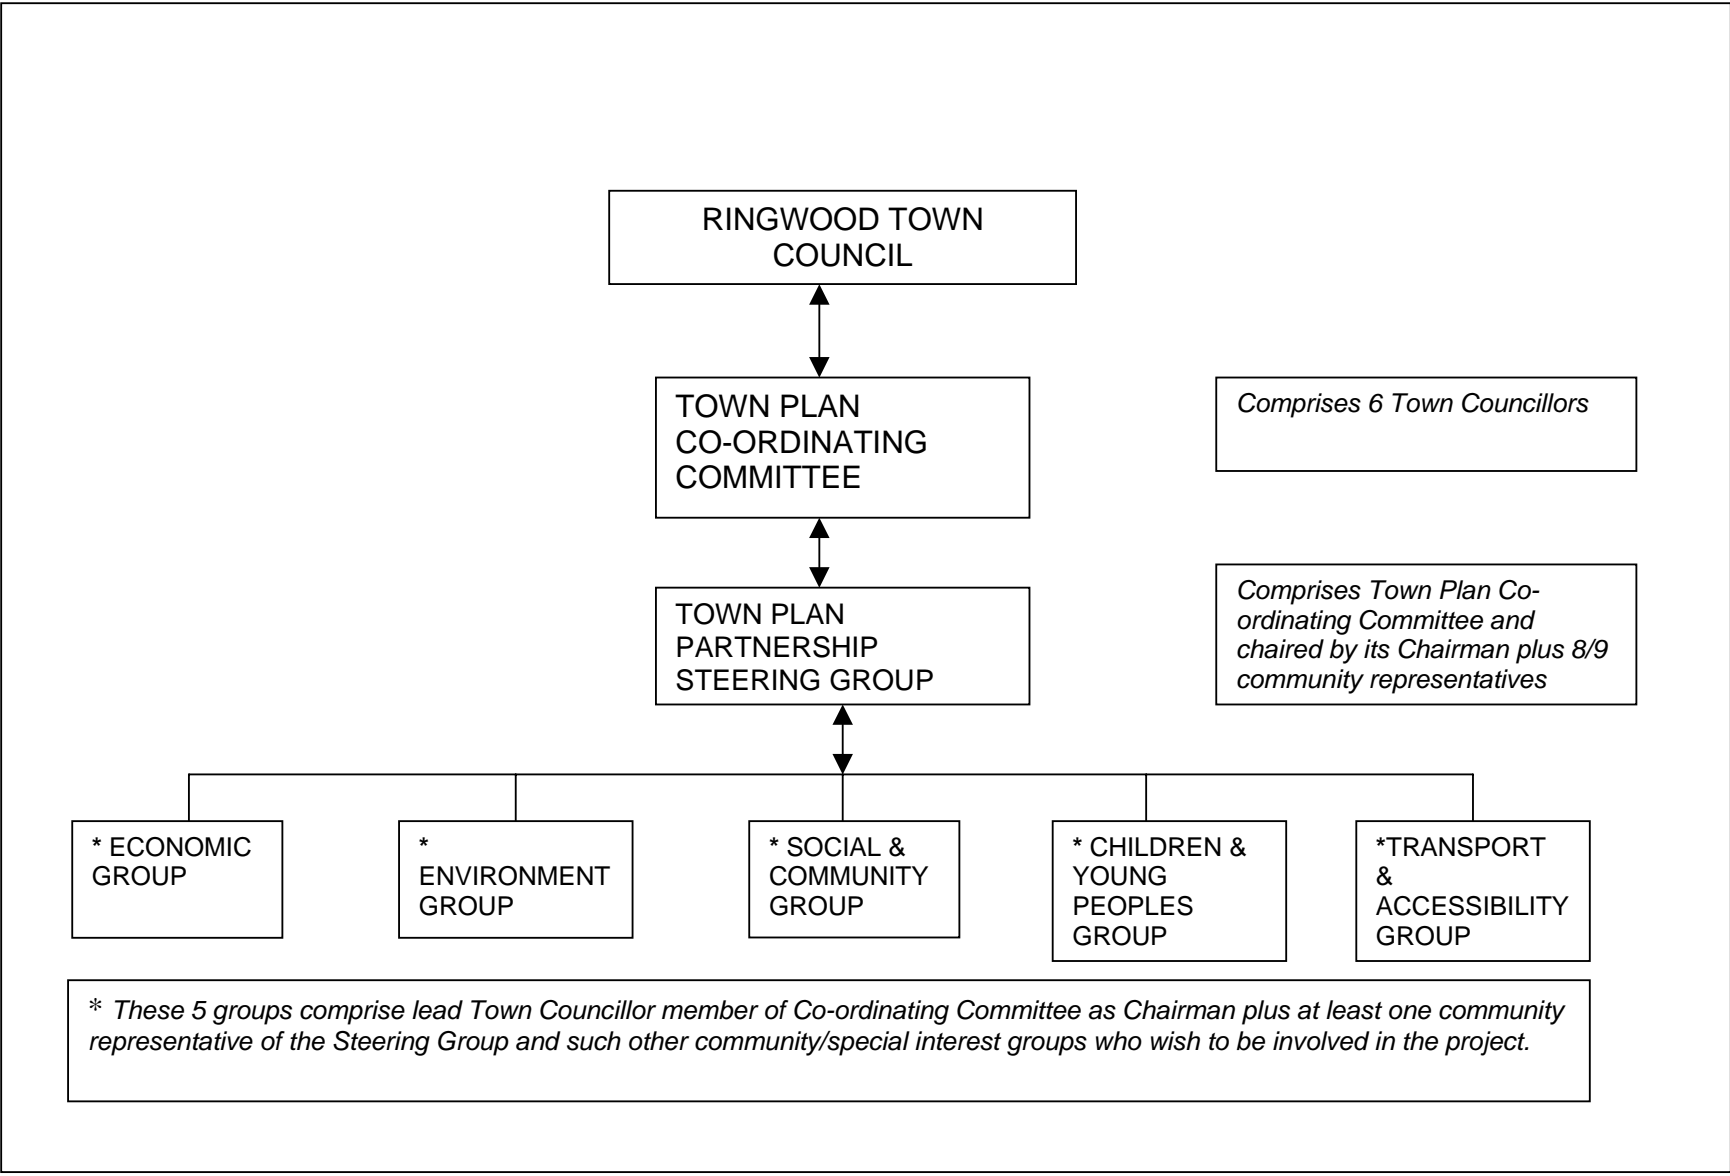 RINGWOOD TOWN
COUNCIL
TOWN PLAN
CO-ORDINATING
COMMITTEE
Comprises 6 Town Councillors
TOWN PLAN
PARTNERSHIP
STEERING GROUP
Comprises Town Plan Co-
ordinating Committee and
chaired by its Chairman plus 8/9
community representatives
* ECONOMIC
GROUP
*
ENVIRONMENT
GROUP
* SOCIAL &
COMMUNITY
GROUP
* CHILDREN &
YOUNG
PEOPLES
GROUP
*TRANSPORT
&
ACCESSIBILITY
GROUP
* These 5 groups comprise lead Town Councillor member of Co-ordinating Committee as Chairman plus at least one community
representative of the Steering Group and such other community/special interest groups who wish to be involved in the project.